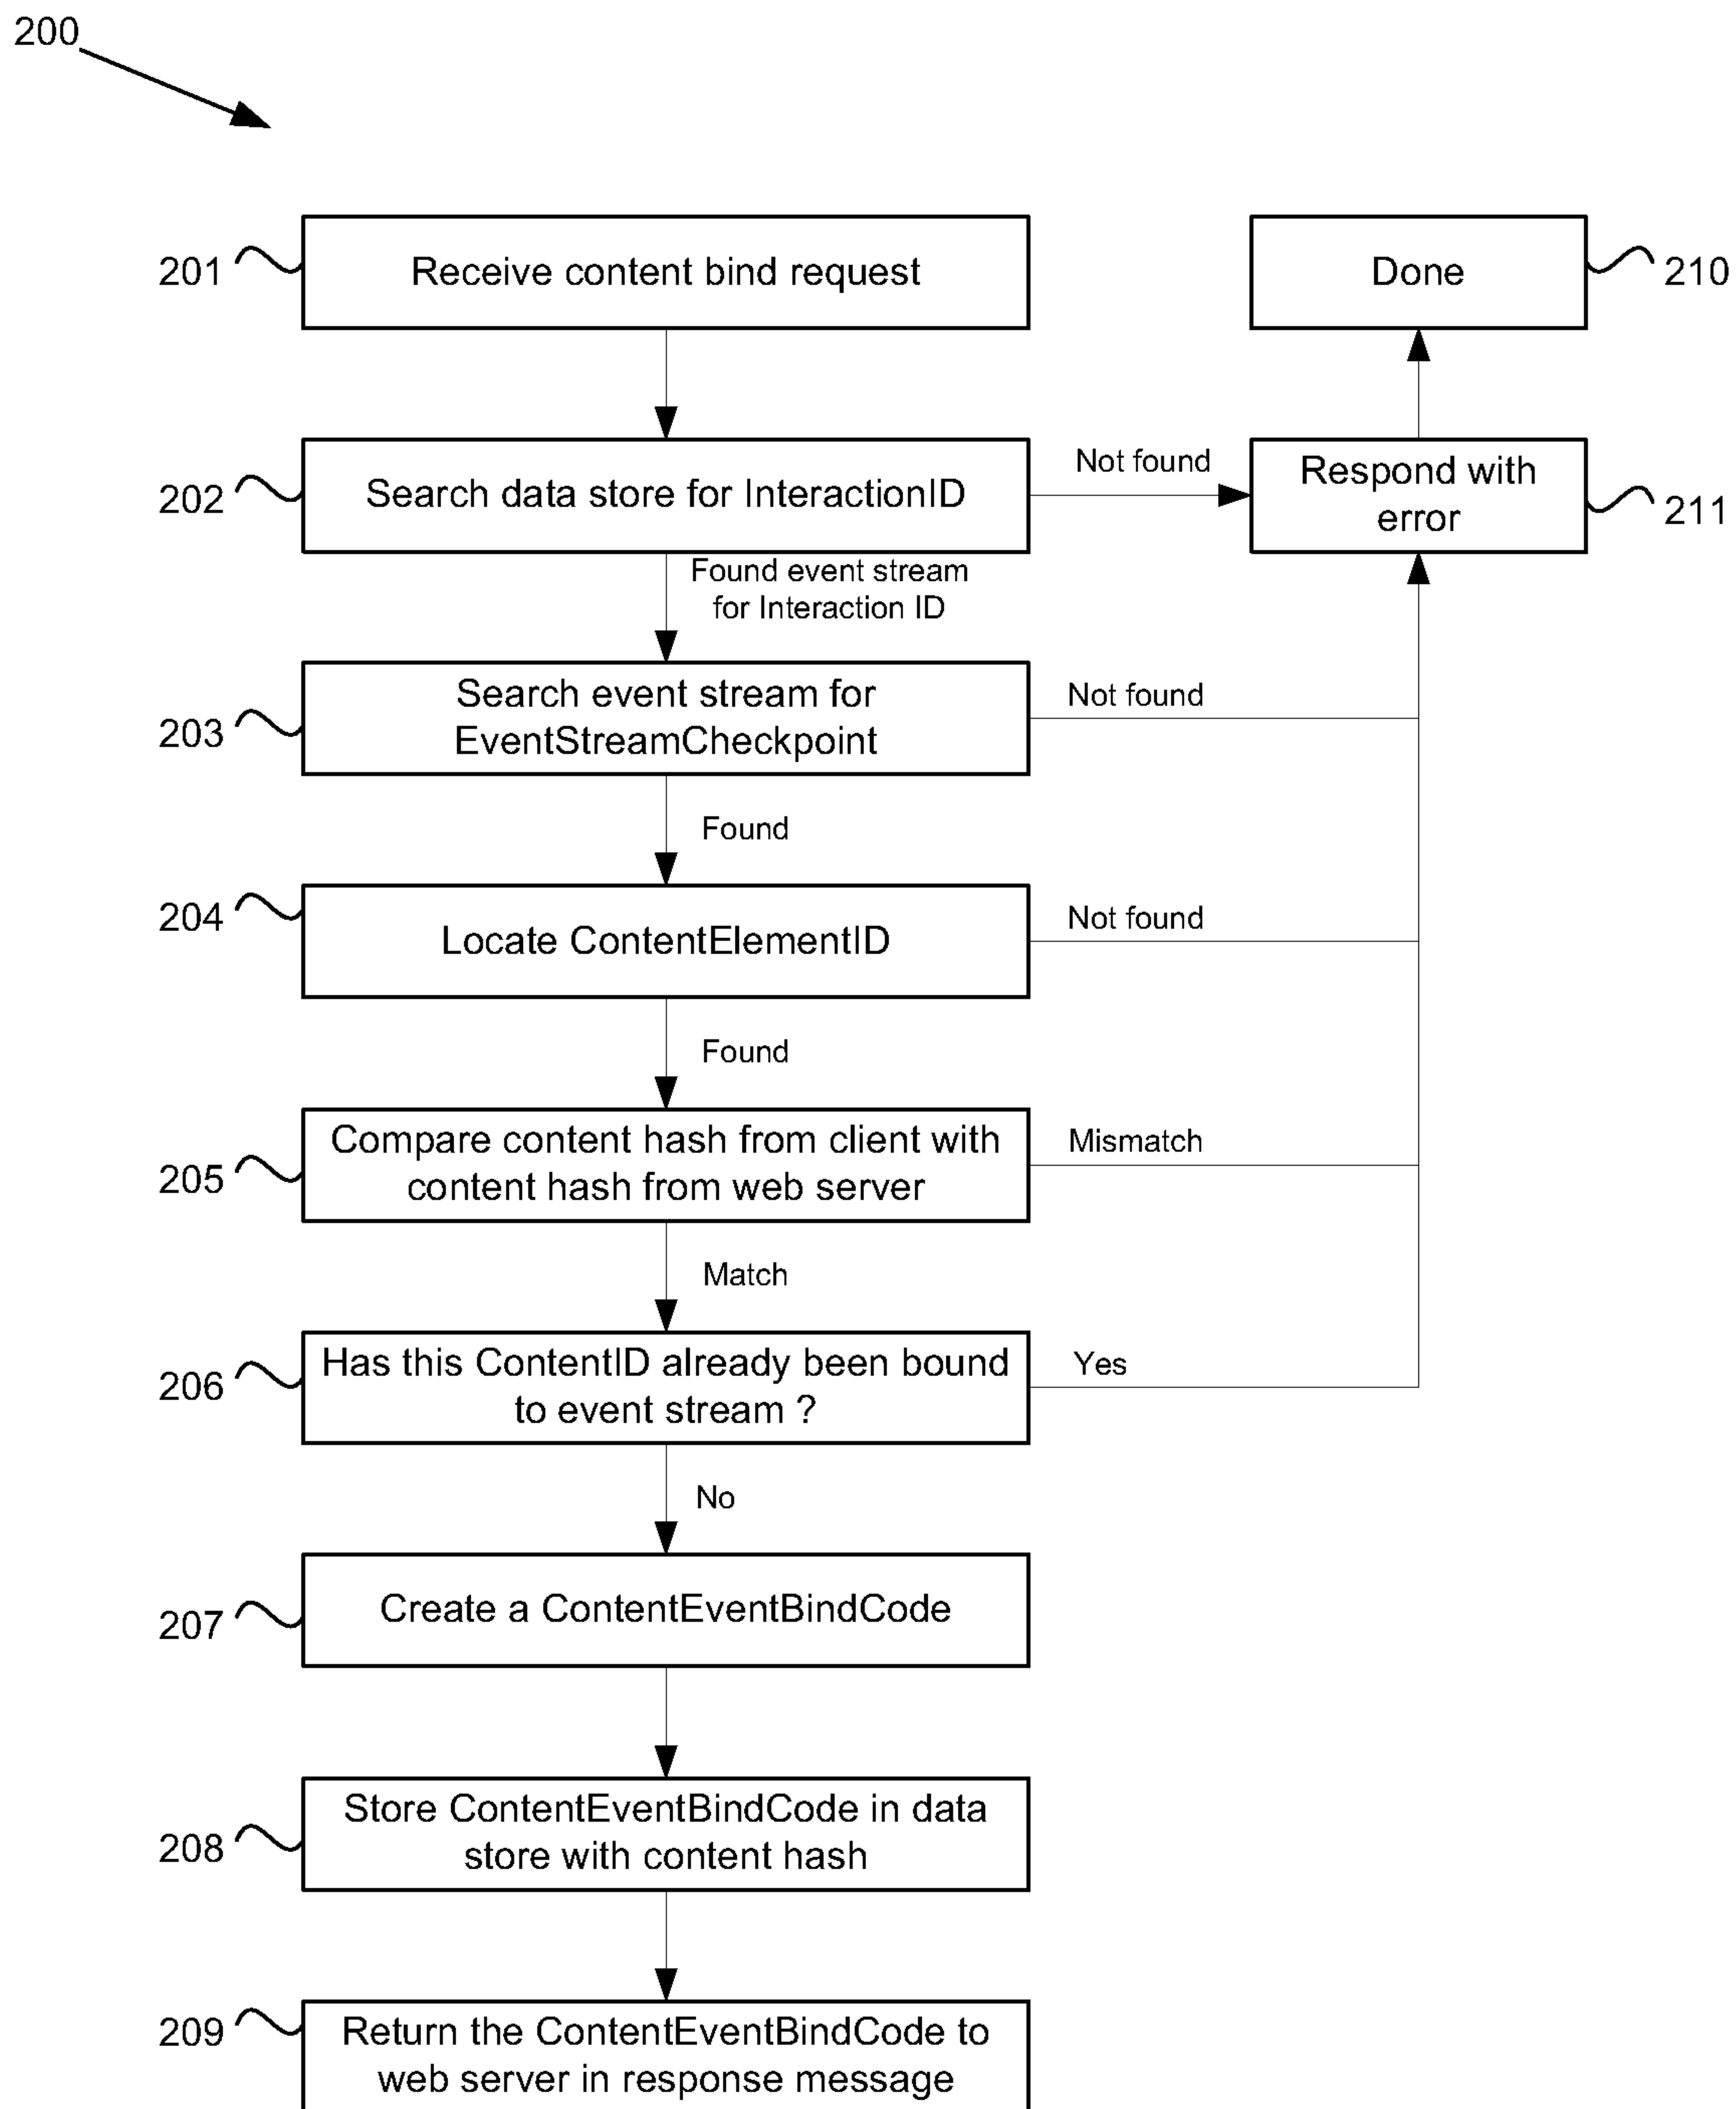 200
201
Receive content bind request
Done
210
202
Search data store for InteractionID
Not found
Respond with
error
211
Found event stream
for Interaction ID
203
Search event stream for
EventStreamCheckpoint
Not found
Found
204
Locate ContentElementID
Not found
Found
205
Compare content hash from client with
content hash from web server
Mismatch
Match
206
Has this ContentID already been bound
to event stream ?
Yes
No
207
Create a ContentEventBindCode
208
Store ContentEventBindCode in data
store with content hash
209
Return the ContentEventBindCode to
web server in response message